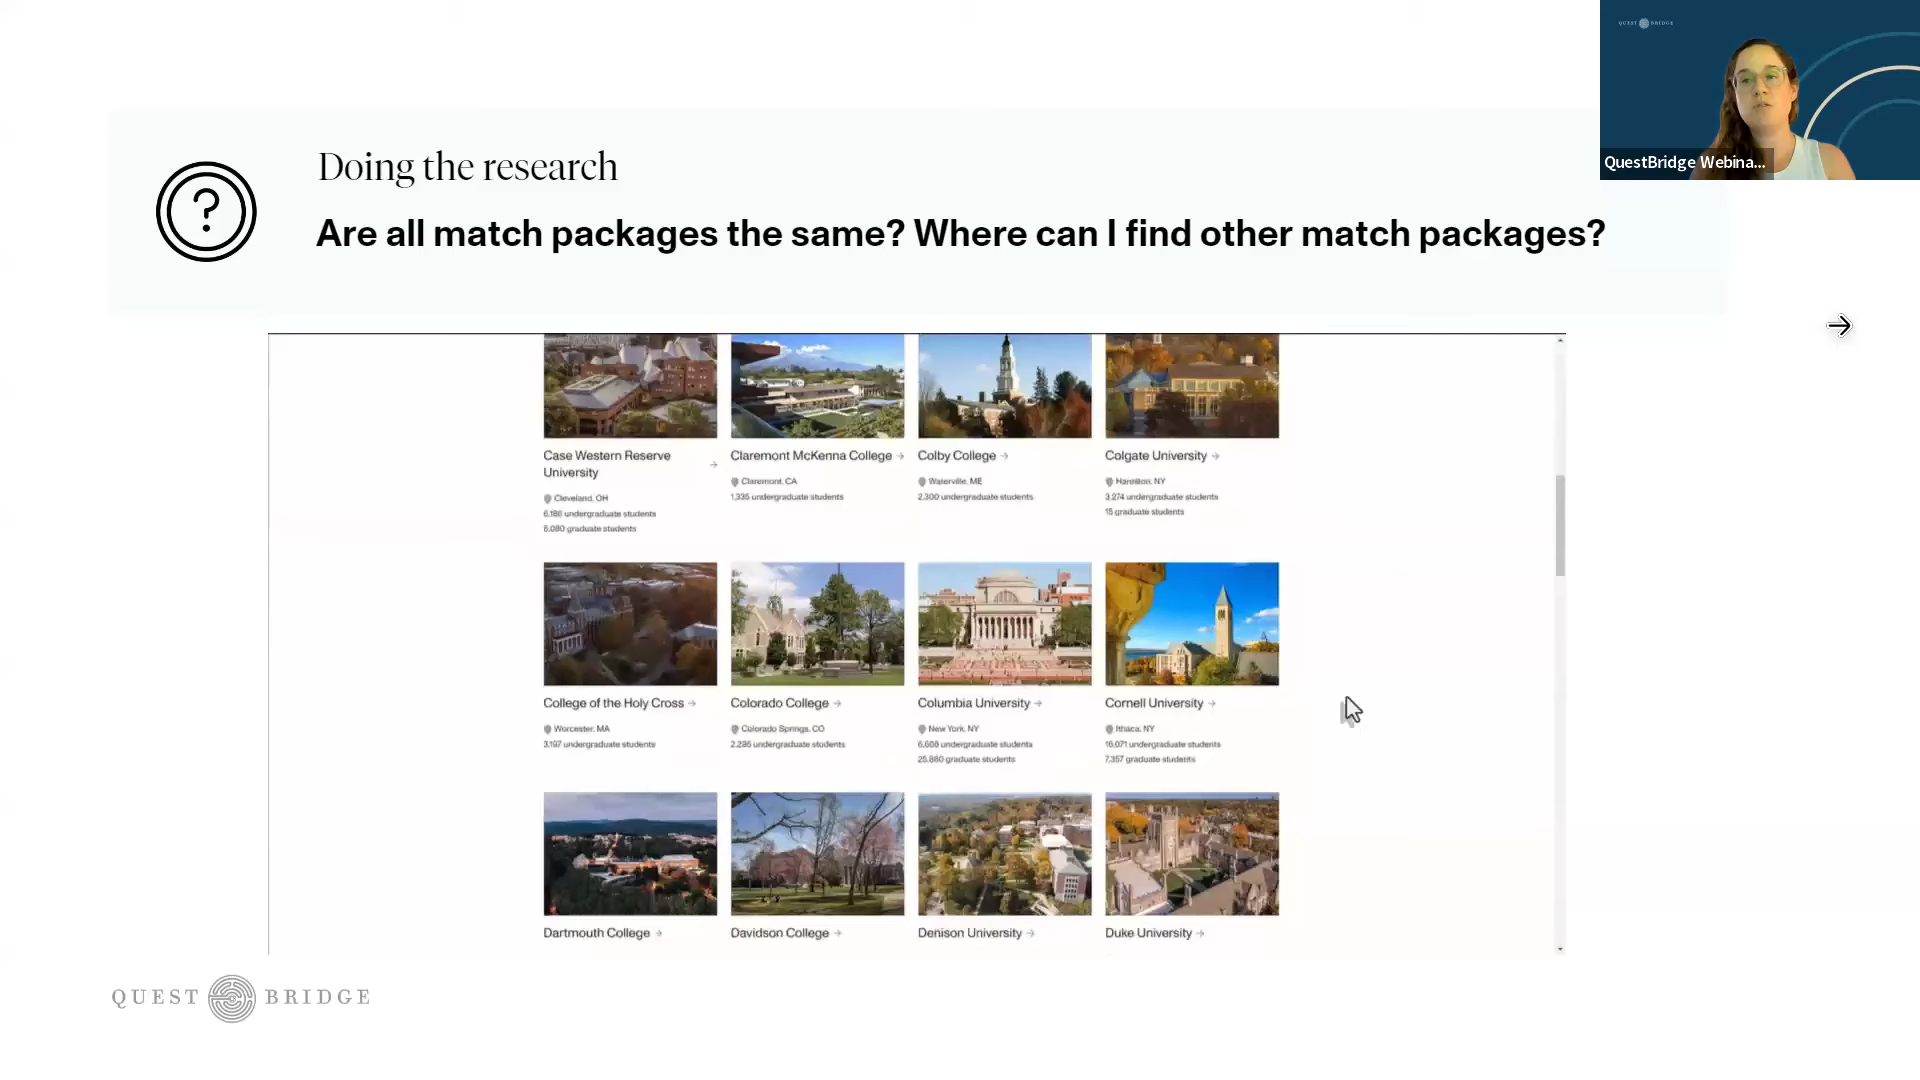 QUEST BRIDGE
QuestBridge Webina...
Doing the research
Are all match packages the same? Where can I find other match packages?
Case Western Reserve University
Cleveland, OH
6,186 undergraduate students
6,080 graduate students
Claremont McKenna College
Claremont, CA
1,335 undergraduate students
Colby College
Waterville, ME
2,300 undergraduate students
Colgate University
Hamilton, NY
3,274 undergraduate students
15 graduate students
College of the Holy Cross
Worcester, MA
3,197 undergraduate students
Colorado College
Colorado Springs, CO
2,286 undergraduate students
Columbia University
New York, NY
6,608 undergraduate students
25,880 graduate students
Cornell University
Ithaca, NY
16,071 undergraduate students
7,357 graduate students
Dartmouth College
Davidson College
Denison University
Duke University
QUEST BRIDGE